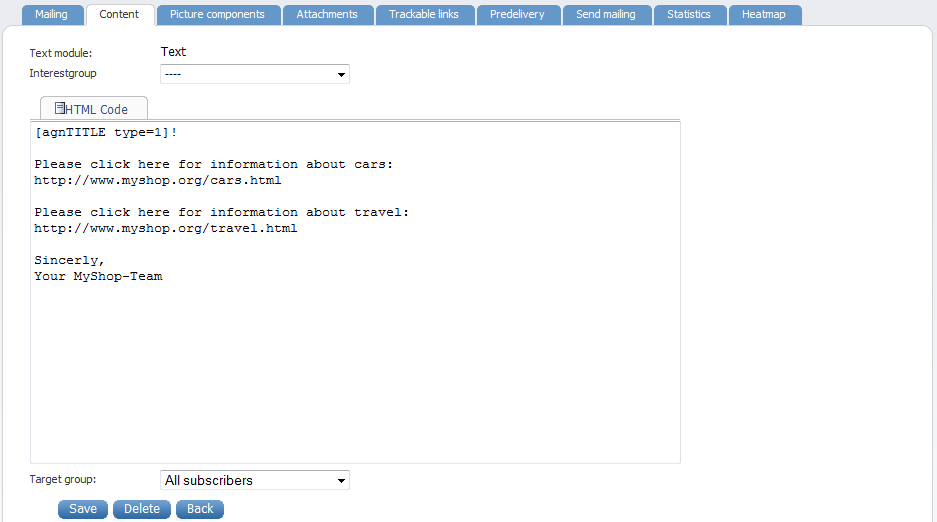 Mailing Content Picture components Attachments Trackable links Predelivery Send mailing Statistics Heatmap
Text module: Text
Interestgroup ----
HTML Code
[agnTITLE type=1]!
Please click here for information about cars:
http://www.myshop.org/cars.html
Please click here for information about travel:
http://www.myshop.org/travel.html
Sincerly,
Your MyShop-Team
Target group: All subscribers
Save Delete Back